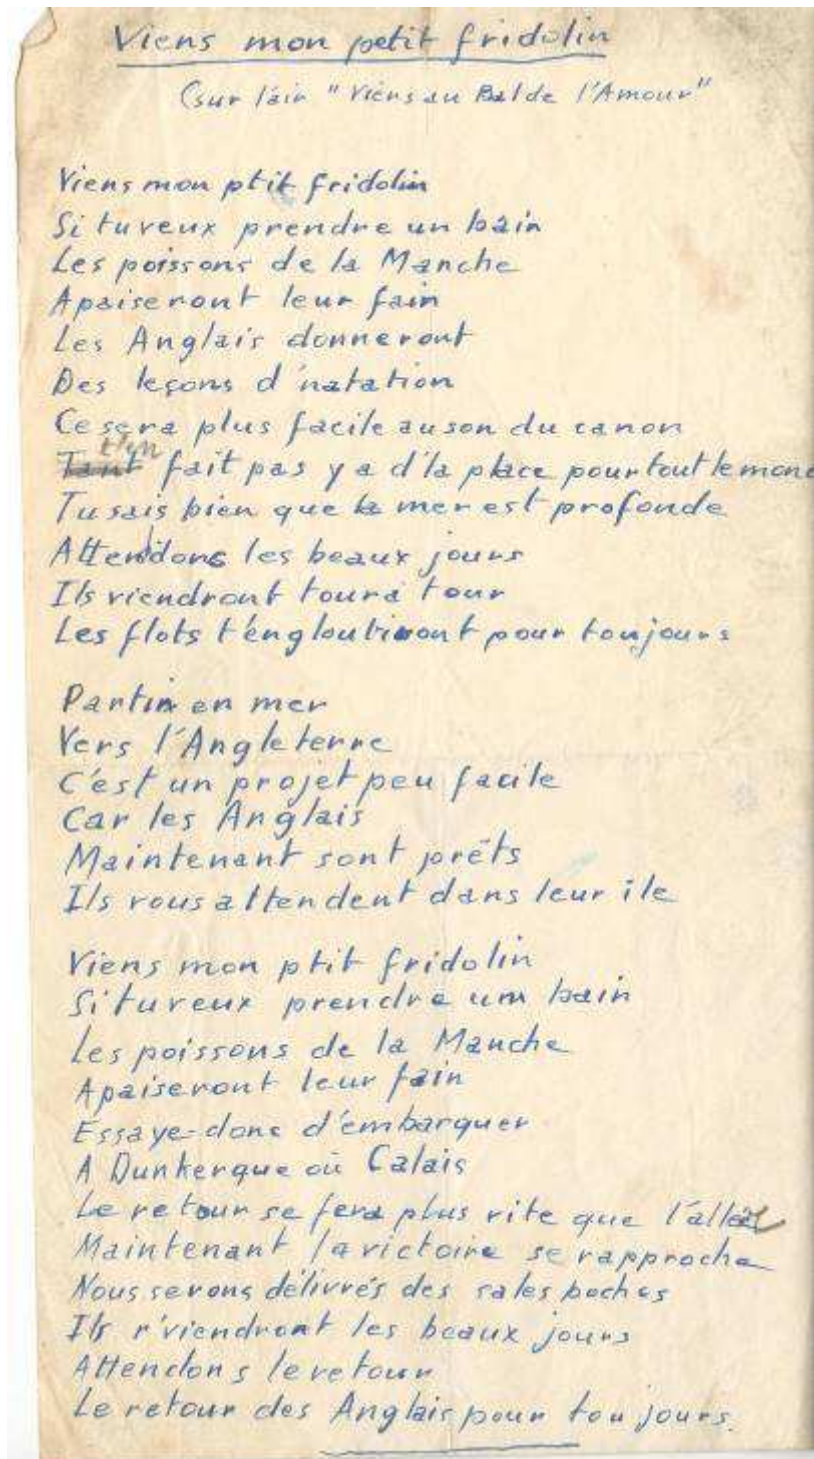 Viens mon petit fridolin
(sur l'air "Viens au Bal de l'Amour"
Viens mon ptit fridolin
Si tu veux prendre un bain
Les poissons de la Manche
Apaiseront leur fain
Les Anglais donneront
Des leçons d'natation
Ce sera plus facile au son du canon
T'en fait pas y a d'la place pour tout le monde
Tu sais bien que la mer est profonde
Attendons les beaux jours
Ils viendront tour à tour
Les flots t'engloutiront pour toujours
Partir en mer
Vers l'Angleterre
C'est un projet peu facile
Car les Anglais
Maintenant sont prêts
Ils vous attendent dans leur ile
Viens mon ptit fridolin
Si tu veux prendre un bain
Les poissons de la Manche
Apaiseront leur fain
Essaye-donc d'embarquer
A Dunkerque où Calais
Le retour se fera plus vite que l'aller
Maintenant la victoire se rapproche
Nous serons délivrés des sales boches
Ils r'viendront les beaux jours
Attendons le retour
Le retour des Anglais pour toujours.